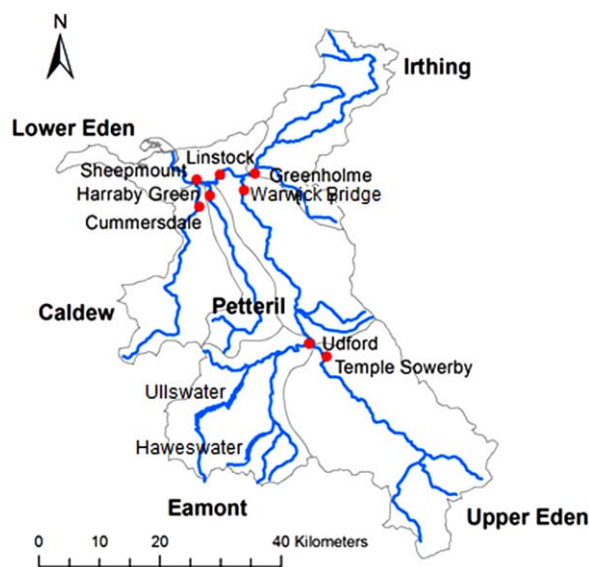 N
Irthing
Lower Eden
Linstock
Sheepmount
Greenholme
Harraby Green
Warwick Bridge
Cummersdale
Caldew
Petteril
Udford
Temple Sowerby
Ullswater
Haweswater
Eamont
Upper Eden
0 10 20 40 Kilometers